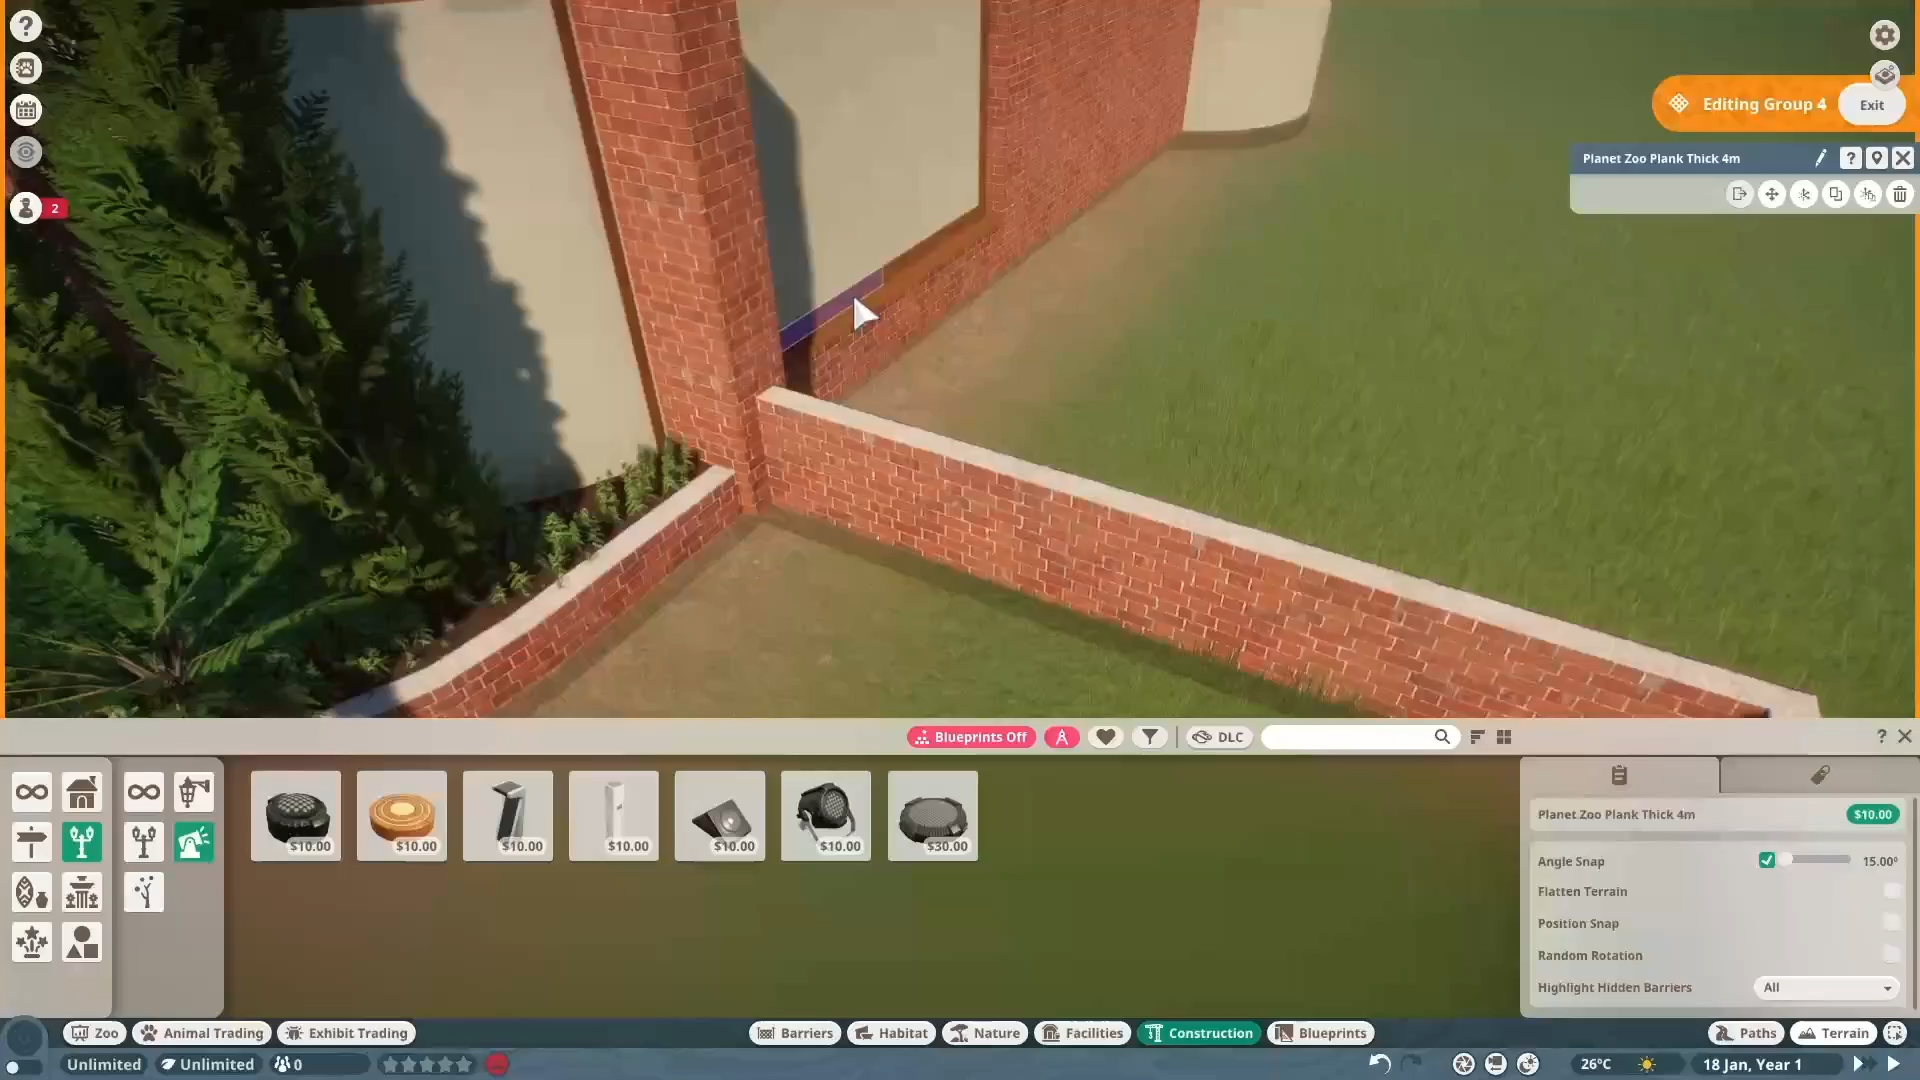 ?
Editing Group 4
Exit
Planet Zoo Plank Thick 4m
?
2
Blueprints Off
DLC
?
$10.00
$10.00
$10.00
$10.00
$10.00
$10.00
$30.00
Planet Zoo Plank Thick 4m
$10.00
Angle Snap
15.00°
Flatten Terrain
Position Snap
Random Rotation
Highlight Hidden Barriers
All
Zoo
Animal Trading
Exhibit Trading
Barriers
Habitat
Nature
Facilities
Construction
Blueprints
Paths
Terrain
Unlimited
Unlimited
0
26°C
18 Jan, Year 1